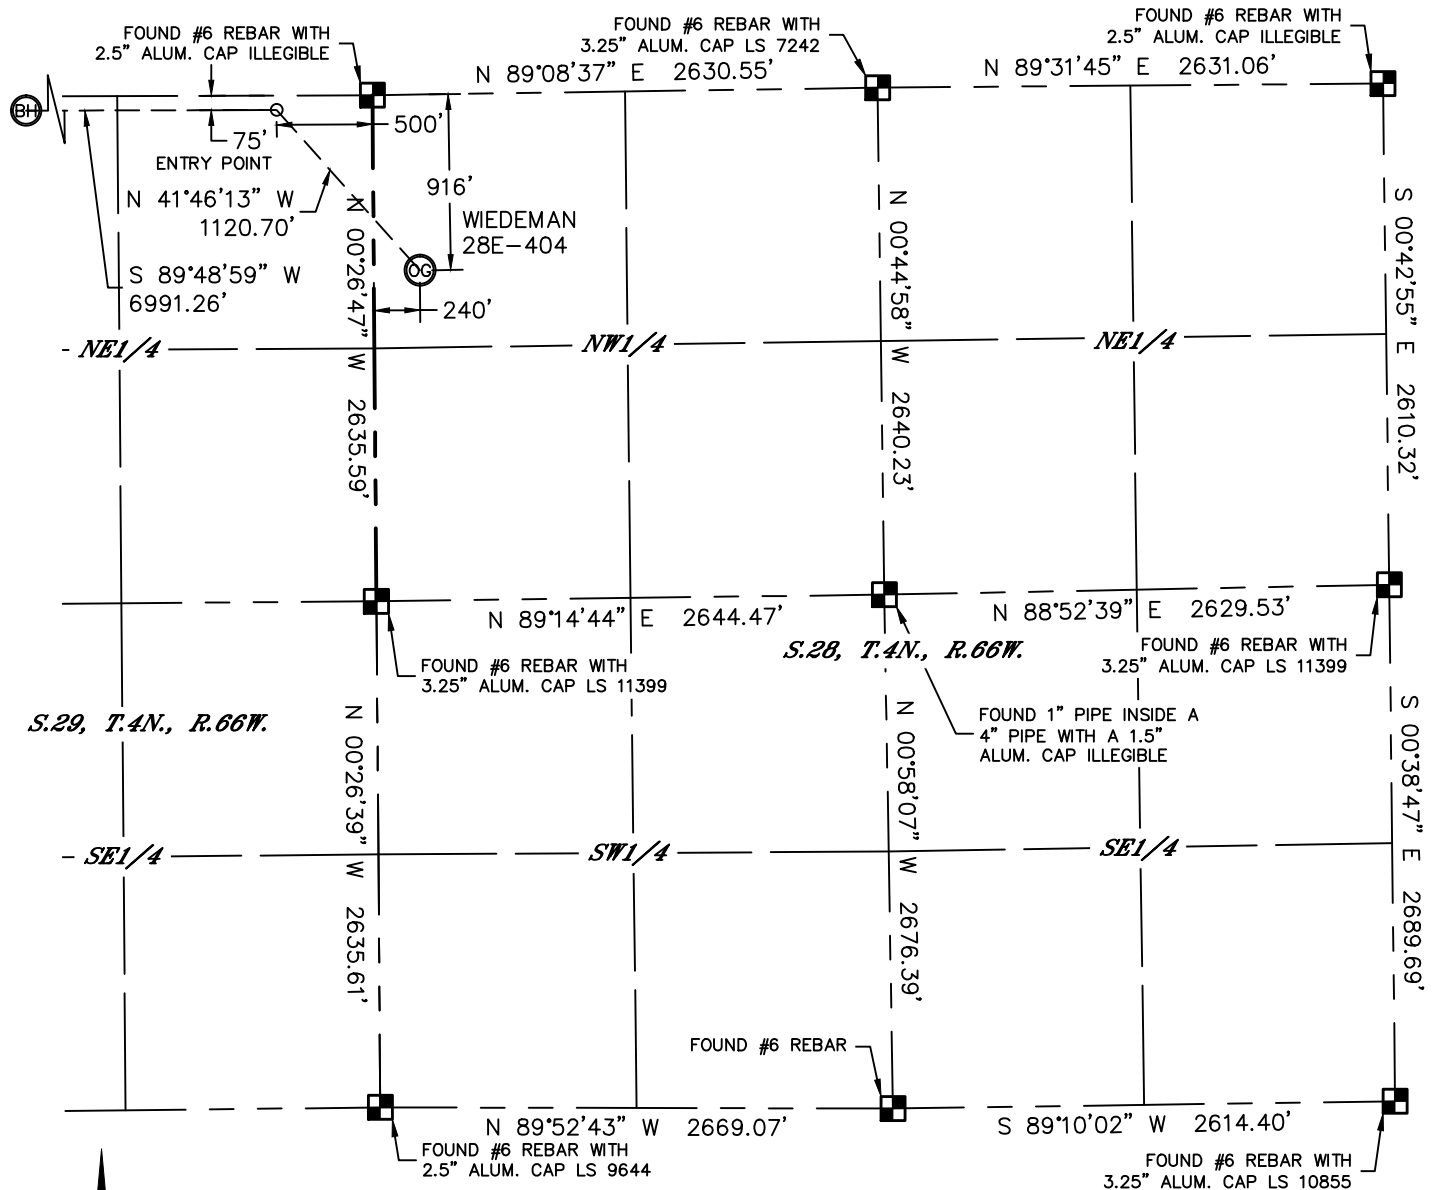 FOUND #6 REBAR WITH
2.5" ALUM. CAP ILLEGIBLE
FOUND #6 REBAR WITH
3.25" ALUM. CAP LS 7242
FOUND #6 REBAR WITH
2.5" ALUM. CAP ILLEGIBLE
N 89°08'37" E 2630.55'
N 89°31'45" E 2631.06'
BH
75'
500'
ENTRY POINT
916'
N 41°46'13" W
1120.70'
WIEDEMAN
28E-404
OG
S 89°48'59" W
6991.26'
240'
N 00°26'47" W 2635.59'
N 00°44'58" W 2640.23'
S 00°42'55" E 2610.32'
NE1/4
NW1/4
NE1/4
N 89°14'44" E 2644.47'
N 88°52'39" E 2629.53'
S.28, T.4N., R.66W.
FOUND #6 REBAR WITH
3.25" ALUM. CAP LS 11399
FOUND #6 REBAR WITH
3.25" ALUM. CAP LS 11399
S.29, T.4N., R.66W.
FOUND 1" PIPE INSIDE A
4" PIPE WITH A 1.5"
ALUM. CAP ILLEGIBLE
N 00°26'39" W 2635.61'
N 00°58'07" W 2676.39'
S 00°38'47" E 2689.69'
SE1/4
SW1/4
SE1/4
FOUND #6 REBAR
N 89°52'43" W 2669.07'
S 89°10'02" W 2614.40'
FOUND #6 REBAR WITH
2.5" ALUM. CAP LS 9644
FOUND #6 REBAR WITH
3.25" ALUM. CAP LS 10855